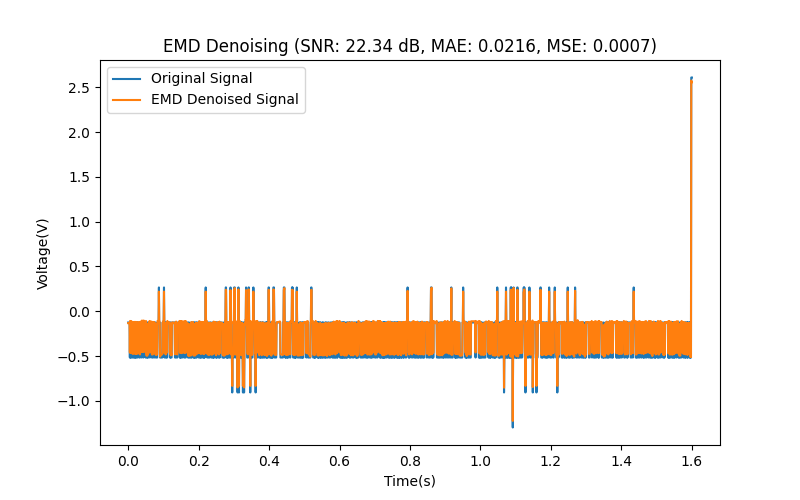 EMD Denoising (SNR: 22.34 dB, MAE: 0.0216, MSE: 0.0007)
Original Signal
EMD Denoised Signal
Voltage(V)
2.5
2.0
1.5
1.0
0.5
0.0
−0.5
−1.0
0.0 0.2 0.4 0.6 0.8 1.0 1.2 1.4 1.6
Time(s)